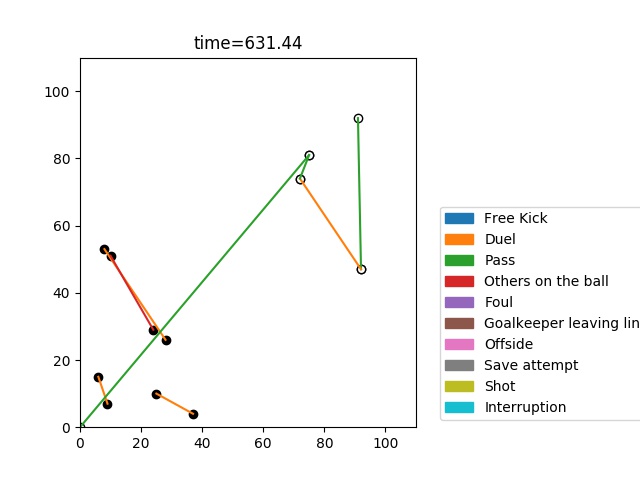 time=631.44
100
80
60
40
20
0
0 20 40 60 80 100
Free Kick
Duel
Pass
Others on the ball
Foul
Goalkeeper leaving lin
Offside
Save attempt
Shot
Interruption